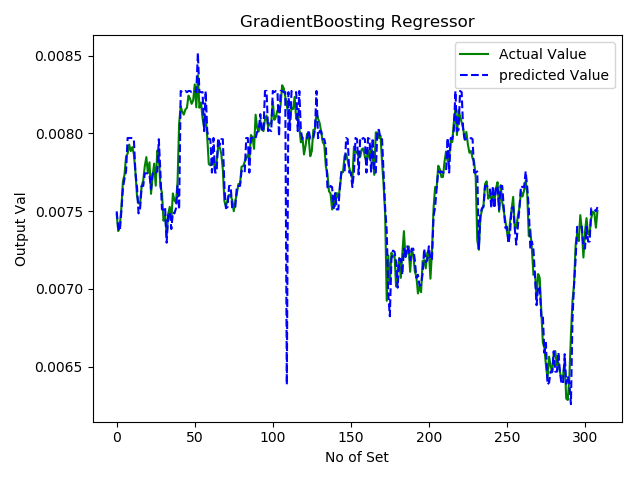 GradientBoosting Regressor
Actual Value
predicted Value
Output Val
0.0085
0.0080
0.0075
0.0070
0.0065
0 50 100 150 200 250 300
No of Set